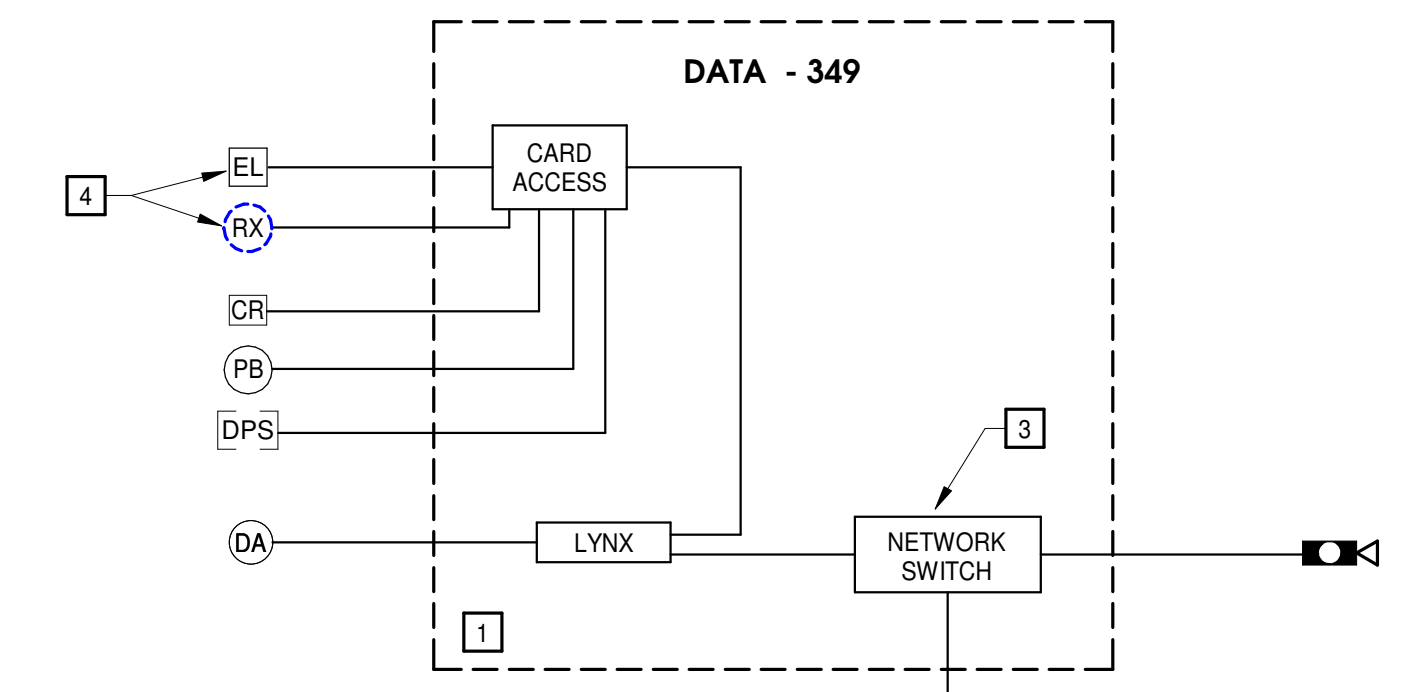 DATA - 349
CARD
ACCESS
EL
4
RX
CR
PB
DPS
3
DA
LYNX
NETWORK
SWITCH
1